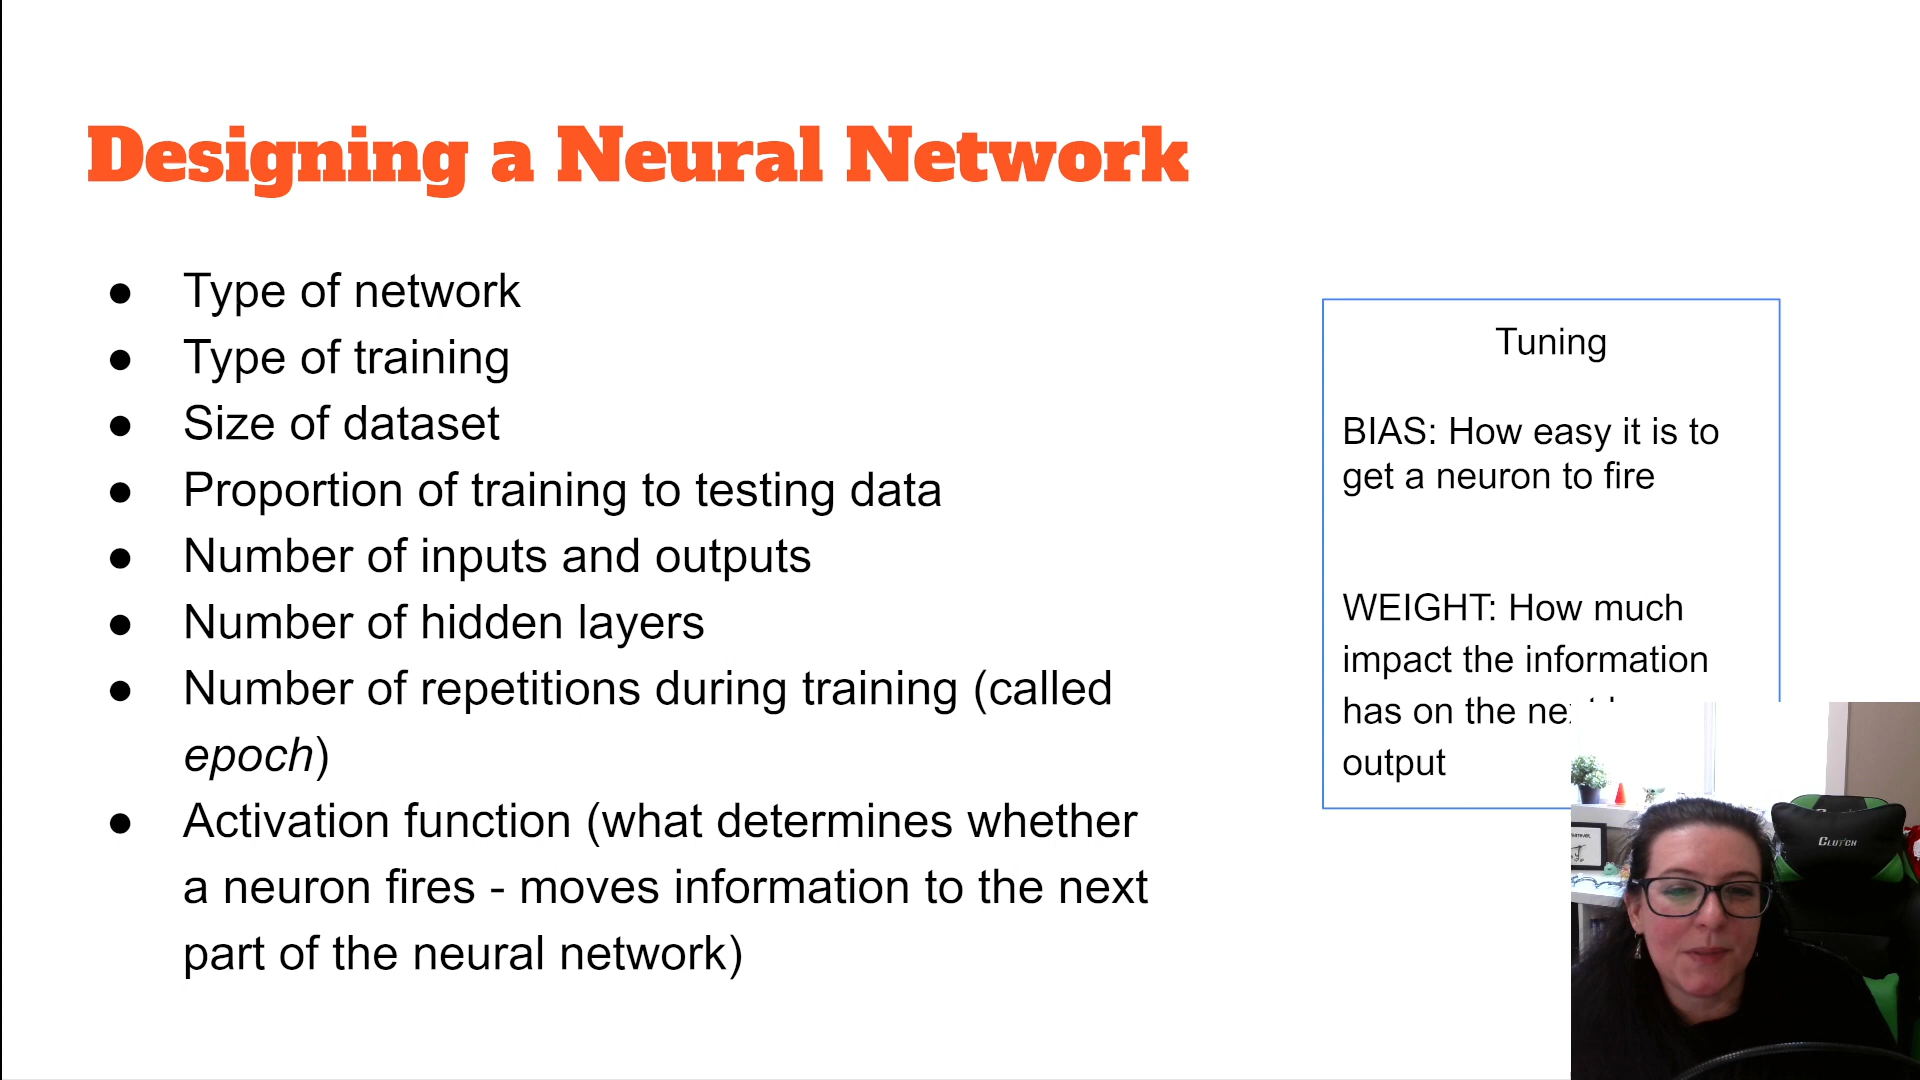 Designing a Neural Network
● Type of network
● Type of training
● Size of dataset
● Proportion of training to testing data
● Number of inputs and outputs
● Number of hidden layers
● Number of repetitions during training (called
epoch)
● Activation function (what determines whether
a neuron fires - moves information to the next
part of the neural network)
Tuning
BIAS: How easy it is to
get a neuron to fire
WEIGHT: How much
impact the information
has on the
output
CLUTCH